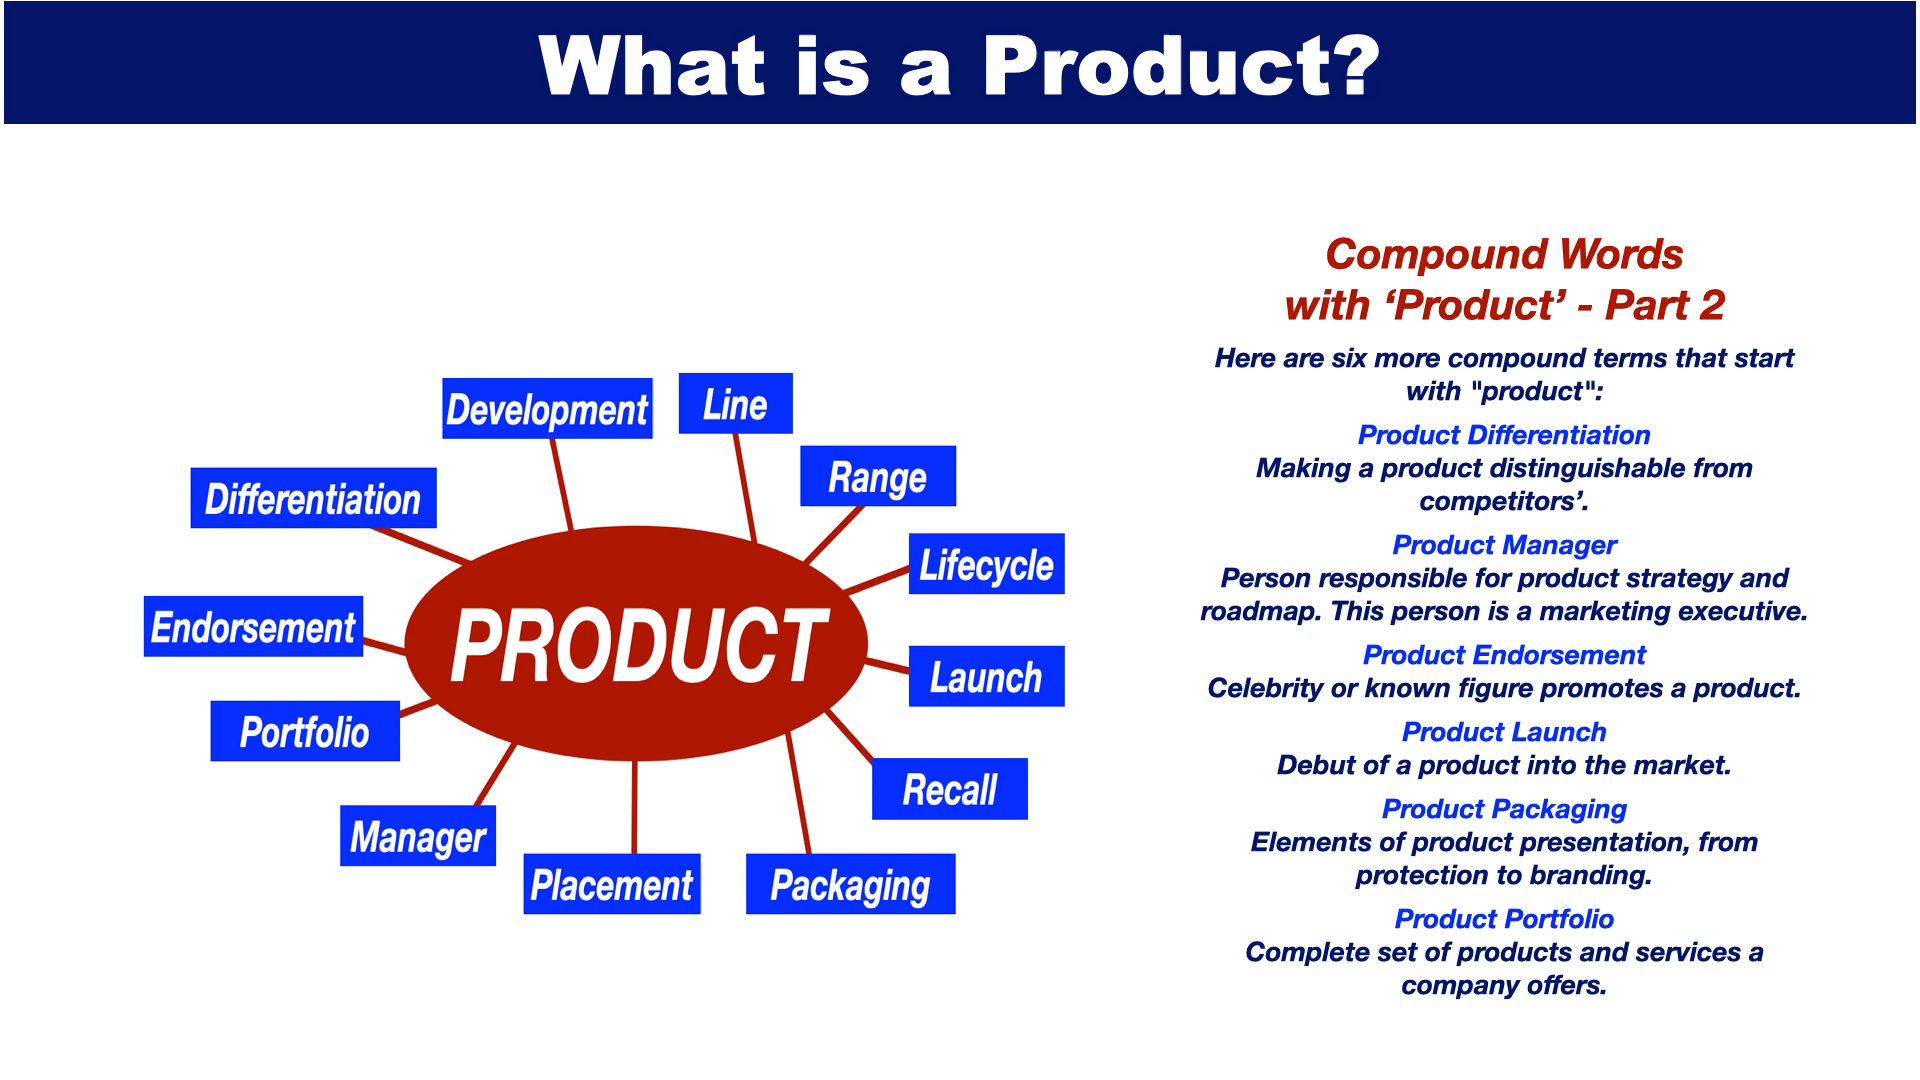 What is a Product?
Development
Line
Range
Differentiation
Lifecycle
Endorsement
PRODUCT
Launch
Portfolio
Recall
Manager
Placement
Packaging
Compound Words
with ‘Product’ - Part 2
Here are six more compound terms that start
with "product":
Product Differentiation
Making a product distinguishable from
competitors’.
Product Manager
Person responsible for product strategy and
roadmap. This person is a marketing executive.
Product Endorsement
Celebrity or known figure promotes a product.
Product Launch
Debut of a product into the market.
Product Packaging
Elements of product presentation, from
protection to branding.
Product Portfolio
Complete set of products and services a
company offers.